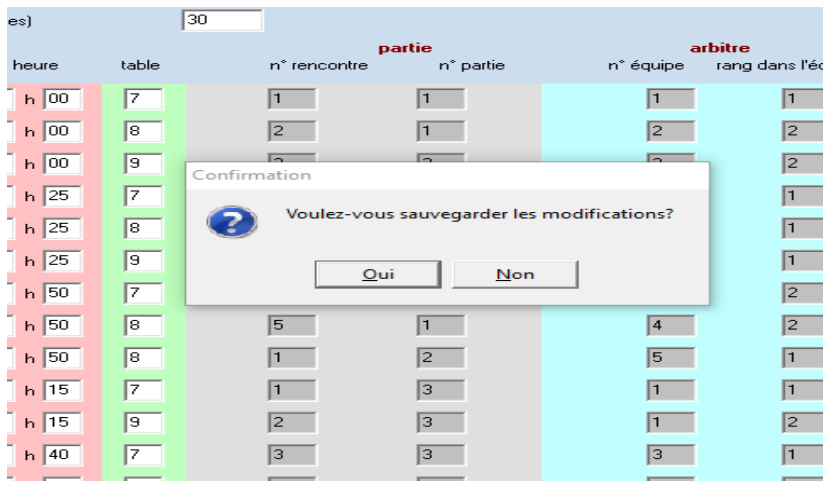 es) 30
partie arbitre
heure table n° rencontre n° partie n° équipe rang dans l'éc
h 00 7 1 1 1 1
h 00 8 2 1 2 2
h 00 9 2
h 25 7 1
h 25 8 1
h 25 9 1
h 50 7 2
h 50 8 5 1 4 2
h 50 8 1 2 5 1
h 15 7 1 3 1 1
h 15 9 2 3 1 2
h 40 7 3 3 3 1
Confirmation
Voulez-vous sauvegarder les modifications?
Oui Non